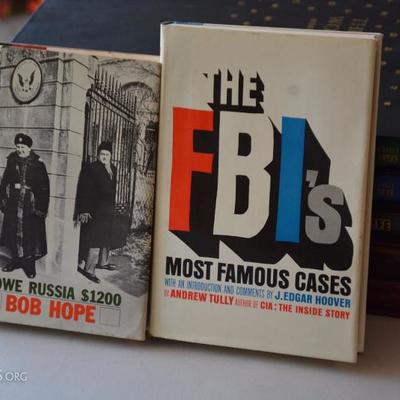 OWE RUSSIA $1200
BOB HOPE
THE
FBI's
MOST FAMOUS CASES
WITH AN INTRODUCTION AND COMMENTS BY J. EDGAR HOOVER
BY ANDREW TULLY AUTHOR OF CIA: THE INSIDE STORY
ORG